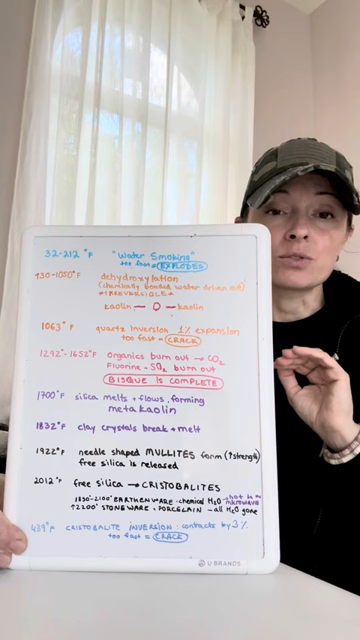 32-212 °F "Water Smoking"
too fast = EXPLODES
930-1050°F dehydroxylation
(chemically bonded water driven out)
*IRREVERSIBLE*
kaolin — O — kaolin
1063°F quartz inversion 1% expansion
too fast = CRACK
1292°-1652°F Organics burn out → CO₂
Fluorine - SO₂ burn out
BISQUE IS COMPLETE
1700°F silica melts + flows, forming
metakaolin
1832°F clay crystals break + melt
1922°F needle shaped MULLITES form (↑strength)
free silica is released
2012°F free silica → CRISTOBALITES
1830-2100° EARTHENWARE - chemical H₂O → hot in microwave
↑2200° STONEWARE + PORCELAIN → all H₂O gone
439°F CRISTOBALITE INVERSION: contracts by 3%
too fast = CRACK
U BRANDS